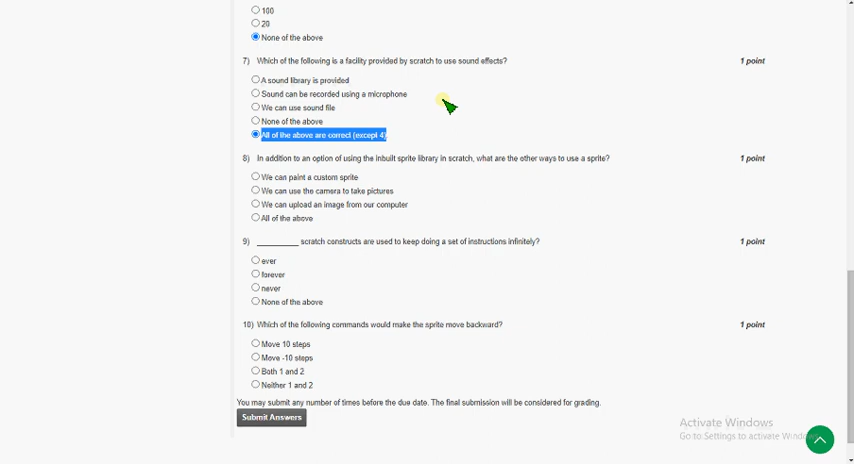 180
20
None of the above
7) Which of the following is a facility provided by scratch to use sound effects? 1 point
A sound library is provided
Sound can be recorded using a microphone
We can use sound file
None of the above
All of the above are correct (except 4)
8) In addition to an option of using the inbuilt sprite library in scratch, what are the other ways to use a sprite? 1 point
We can paint a custom sprite
We can use the camera to take pictures
We can upload an image from our computer
All of the above
9) __________ scratch constructs are used to keep doing a set of instructions infinitely? 1 point
ever
forever
never
None of the above
10) Which of the following commands would make the sprite move backward? 1 point
Move 10 steps
Move -10 steps
Both 1 and 2
Neither 1 and 2
You may submit any number of times before the due date. The final submission will be considered for grading.
Submit Answers
Activate Windows
Go to Settings to activate Windows